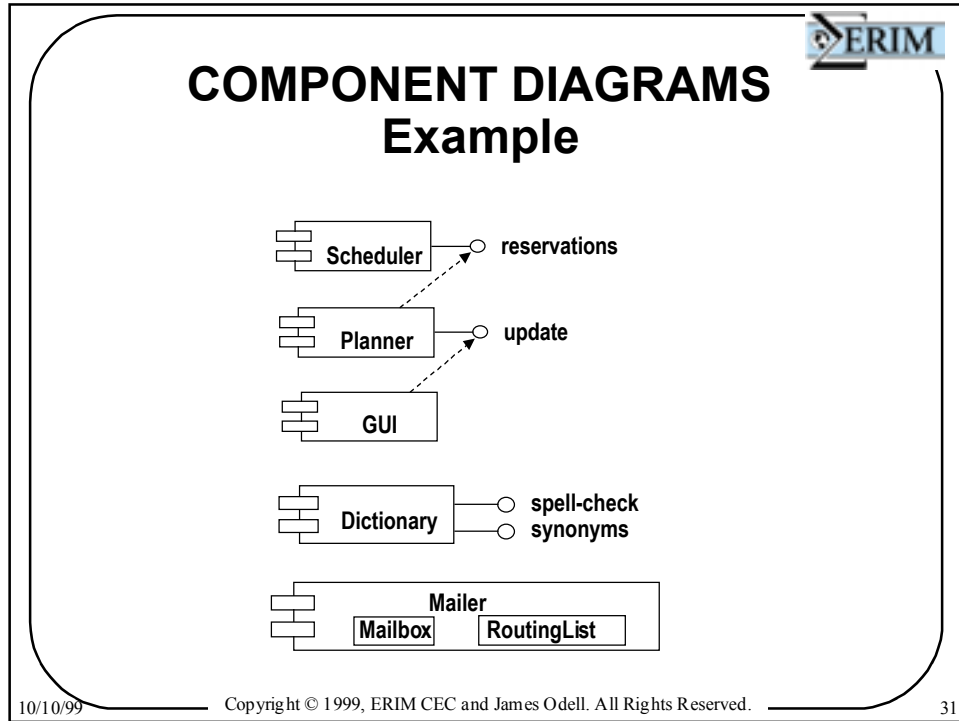 ERIM
COMPONENT DIAGRAMS
Example
Scheduler
reservations
Planner
update
GUI
Dictionary
spell-check
synonyms
Mailer
Mailbox
RoutingList
10/10/99
Copyright © 1999, ERIM CEC and James Odell. All Rights Reserved.
31